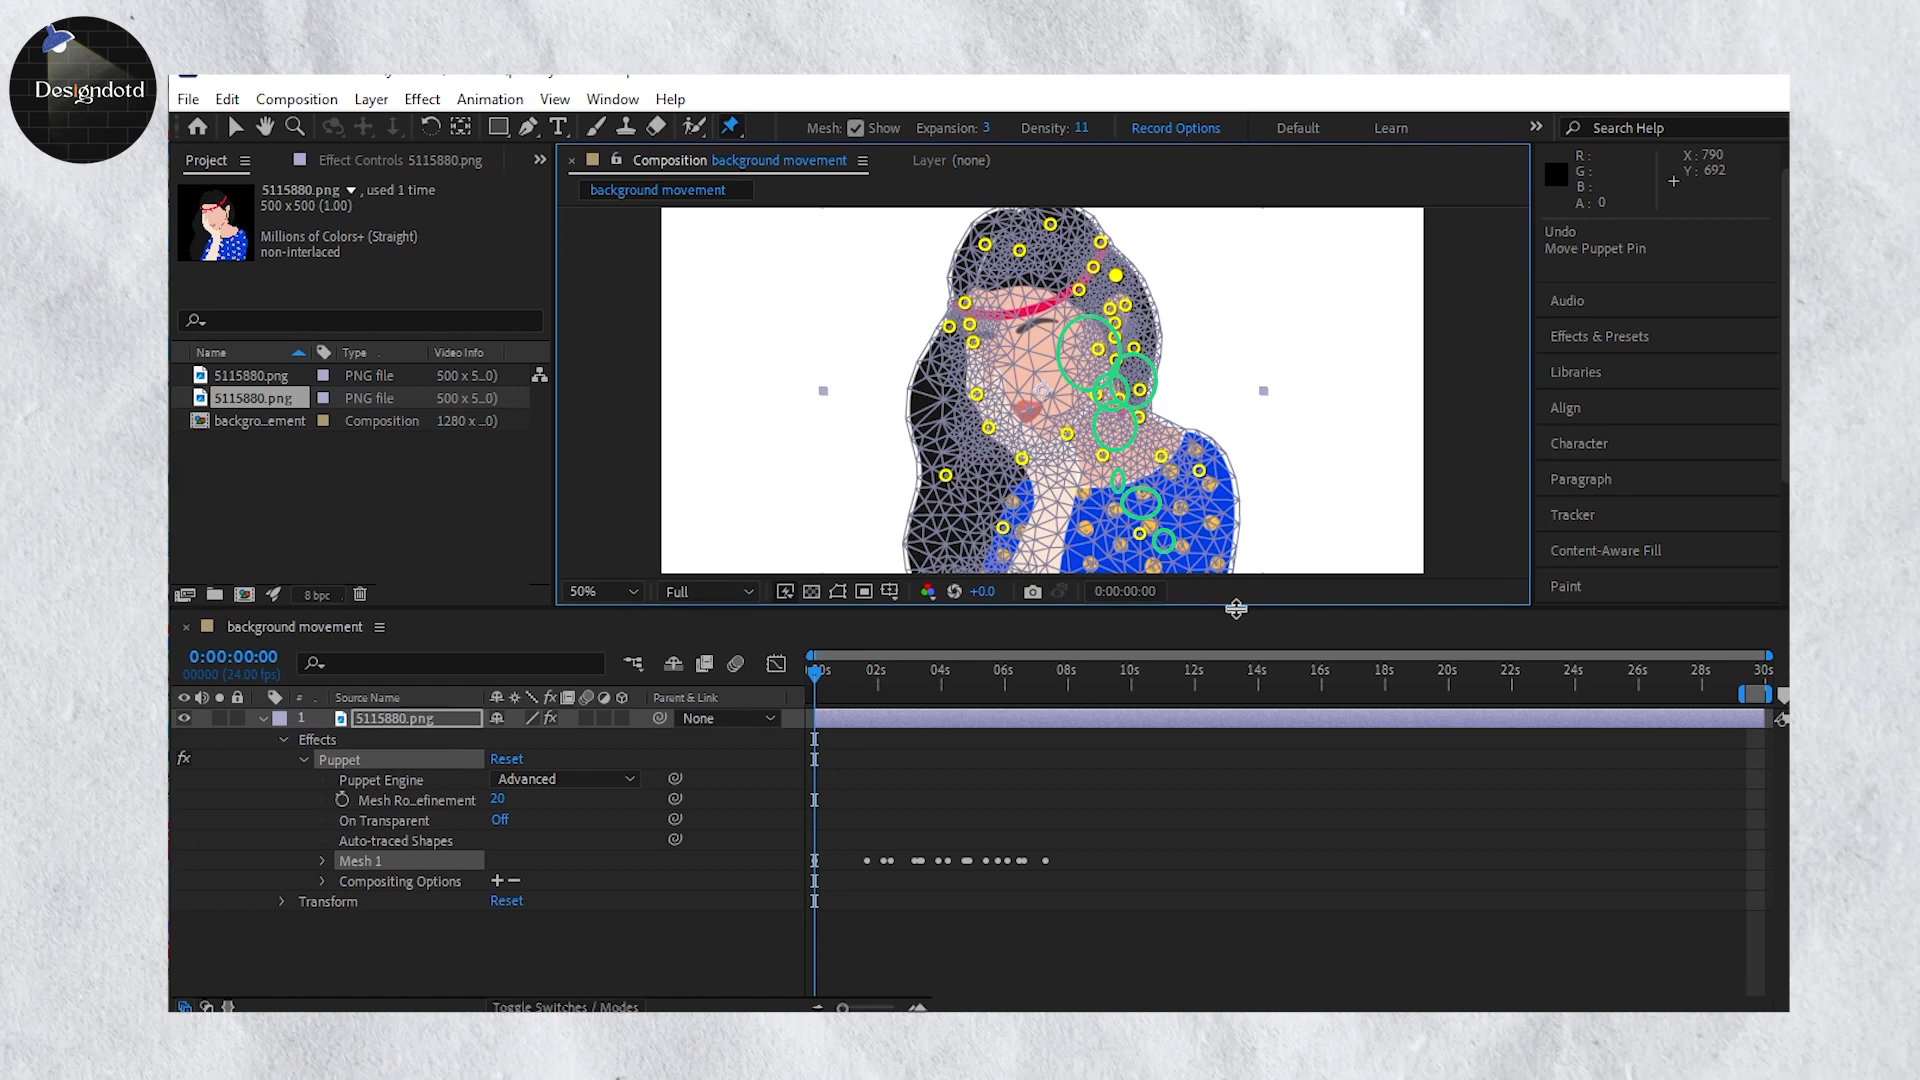 Designdotd
File Edit Composition Layer Effect Animation View Window Help
Mesh: Show Expansion: 3 Density: 11 Record Options Default Learn Search Help
Project Effect Controls 5115880.png
Composition background movement Layer (none)
background movement
5115880.png , used 1 time
500 x 500 (1.00)
Millions of Colors+ (Straight)
non-interlaced
R:
G:
B:
A: 0
X: 790
Y: 692
Undo
Move Puppet Pin
Audio
Effects & Presets
Libraries
Align
Character
Paragraph
Tracker
Content-Aware Fill
Paint
Name Type Video Info
5115880.png PNG file 500 x 5...0)
5115880.png PNG file 500 x 5...0)
backgro...ement Composition 1280 x ...0)
8 bpc
50% Full +0.0 0:00:00:00
background movement
0:00:00:00
00000 (24.00 fps)
02s 04s 06s 08s 10s 12s 14s 16s 18s 20s 22s 24s 26s 28s 30s
# Source Name fx Parent & Link
1 5115880.png fx None
Effects
fx Puppet Reset
Puppet Engine Advanced
Mesh Ro...efinement 20
On Transparent Off
Auto-traced Shapes
Mesh 1
Compositing Options
Transform Reset
Toggle Switches / Modes